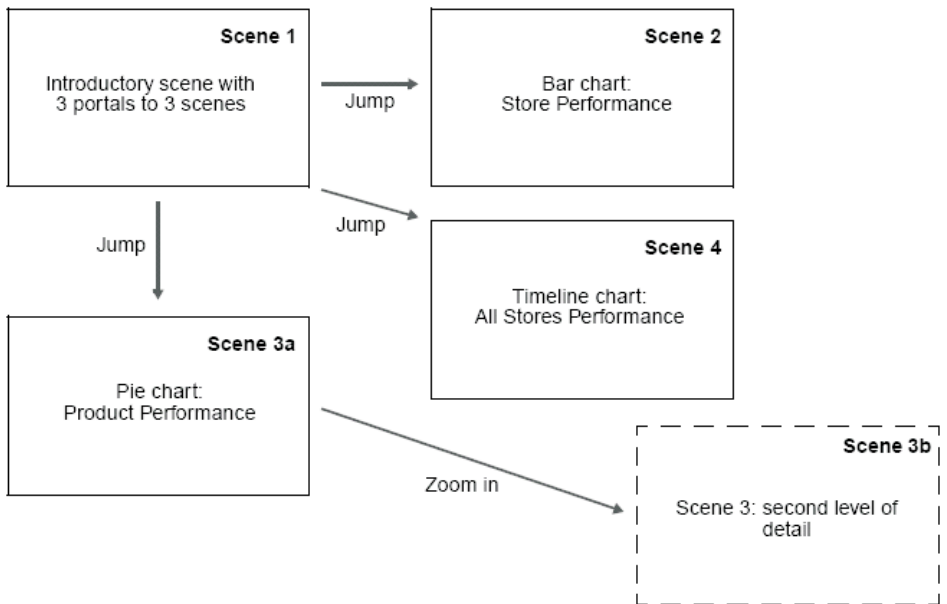 Scene 1
Introductory scene with
3 portals to 3 scenes
Jump
Scene 2
Bar chart:
Store Performance
Jump
Scene 4
Timeline chart:
All Stores Performance
Jump
Scene 3a
Pie chart:
Product Performance
Zoom in
Scene 3b
Scene 3: second level of
detail